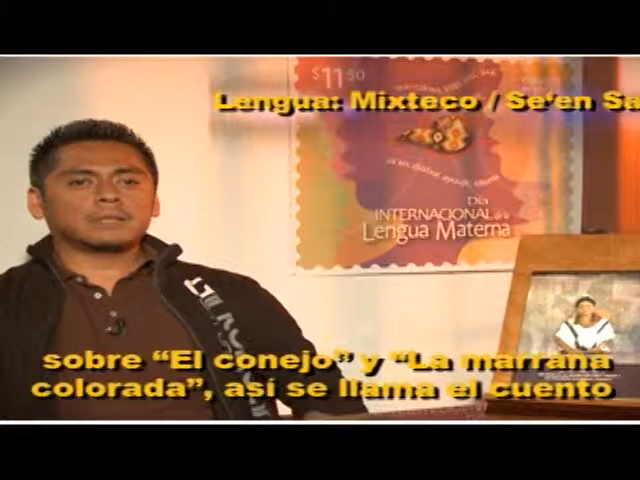 Lengua: Mixteco / Se'en Sa
$11.50
Día
INTERNACIONAL de la
Lengua Materna
sobre "El conejo" y "La marrana
colorada", así se llama el cuento